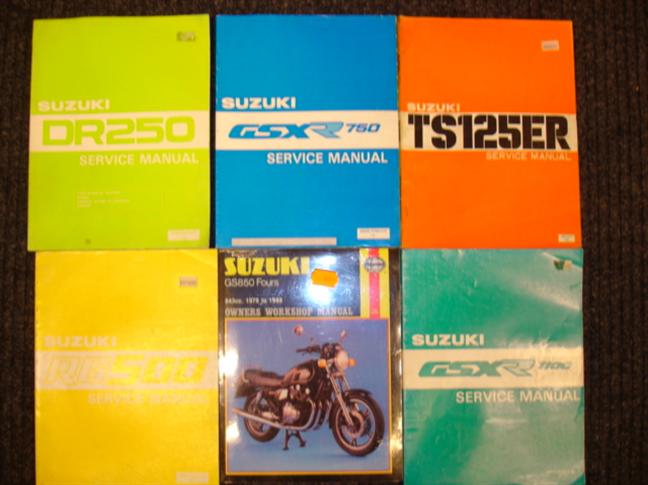 SUZUKI
DR250
SERVICE MANUAL
SUZUKI
GSXR 750
SERVICE MANUAL
SUZUKI
TS125ER
SERVICE MANUAL
SUZUKI
RG500
SERVICE MANUAL
SUZUKI
GS850 Fours
843cc. 1978 to 1988
OWNERS WORKSHOP MANUAL
SUZUKI
GSXR 1100
SERVICE MANUAL